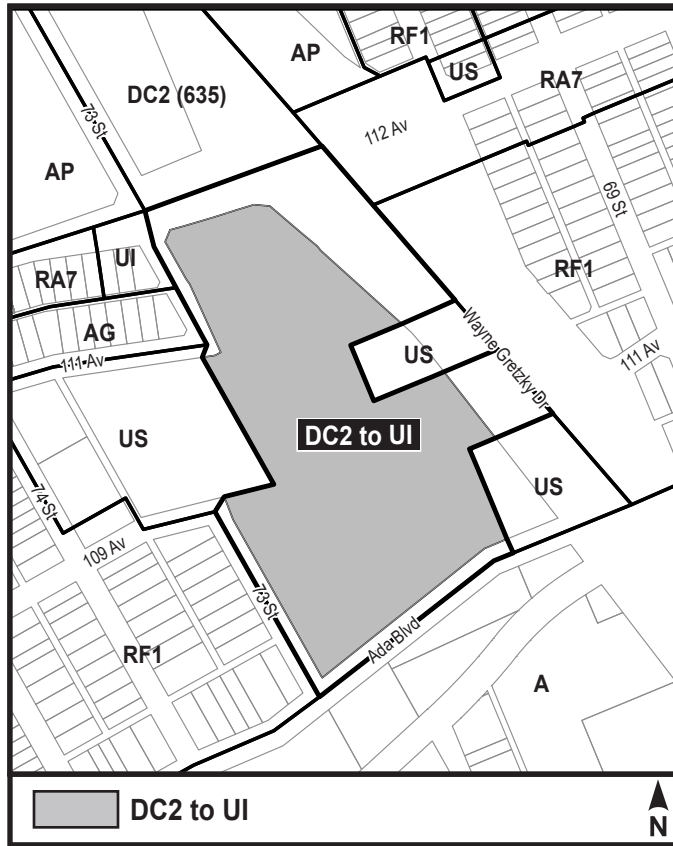 RF1
AP
US
DC2 (635)
RA7
73 St
112 Av
AP
69 St
UI
RA7
RF1
AG
Wayne Gretzky Dr
111 Av
US
111 Av
DC2 to UI
US
US
74 St
109 Av
73 St
Ada Blvd
RF1
A
DC2 to UI
N